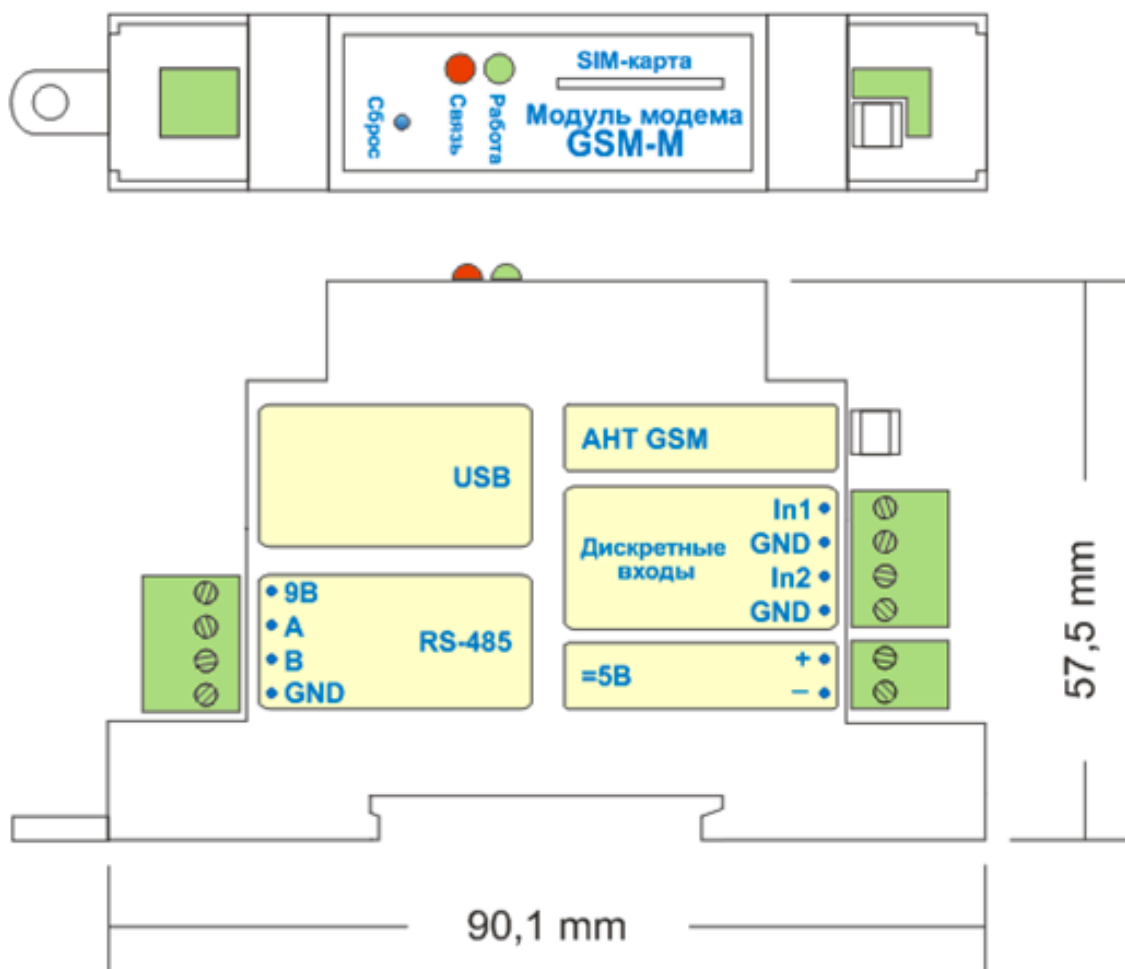 SIM-карта
Сброс
Связь
Работа
Модуль модема
GSM-M
АНТ GSM
USB
In1
GND
Дискретные
входы
In2
GND
9В
A
B
GND
RS-485
=5В
+
−
57,5 mm
90,1 mm